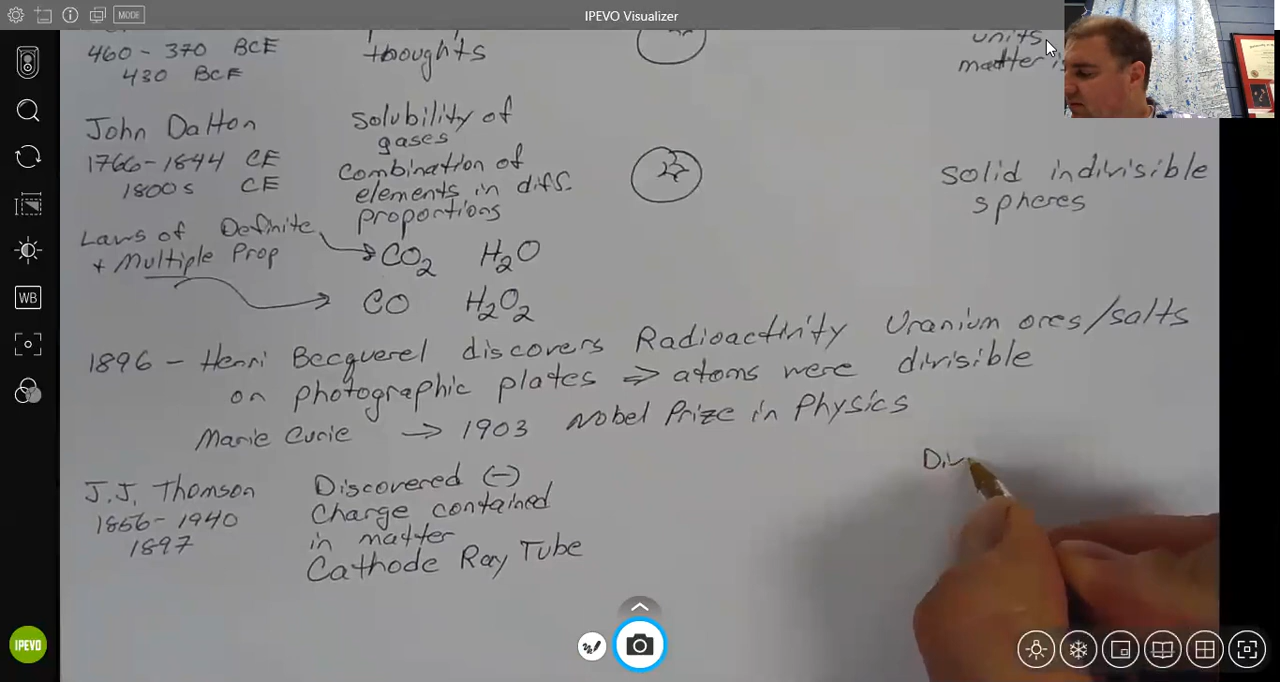 MODE
IPEVO Visualizer
460 - 370 BCE
430 BCE
thoughts
units
matter is
John Dalton
1766-1844 CE
1800s CE
solubility of
gases
combination of
elements in diff.
proportions
solid indivisible
spheres
Laws of Definite
+ Multiple Prop
CO2 H2O
CO H2O2
1896 - Henri Becquerel discovers Radioactivity Uranium ores/salts
on photographic plates => atoms were divisible
Marie Curie → 1903 Nobel Prize in Physics
J.J. Thomson
1856-1940
1897
Discovered (-)
Charge contained
in matter
Cathode Ray Tube
Div
WB
IPEVO